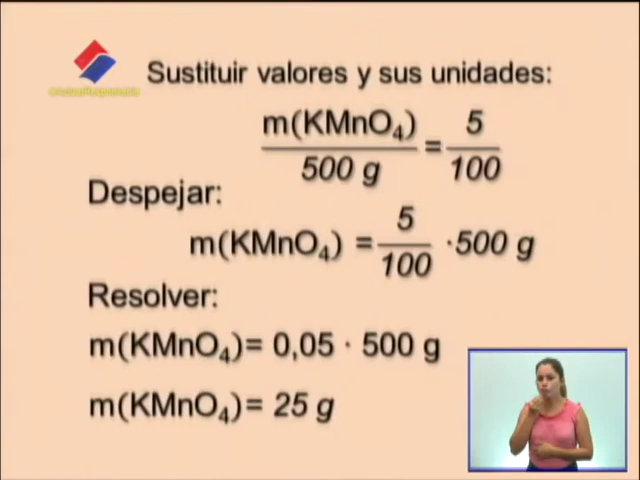 Sustituir valores y sus unidades:
m(KMnO₄) / 500 g = 5 / 100
Despejar:
m(KMnO₄) = 5 / 100 · 500 g
Resolver:
m(KMnO₄)= 0,05 · 500 g
m(KMnO₄)= 25 g